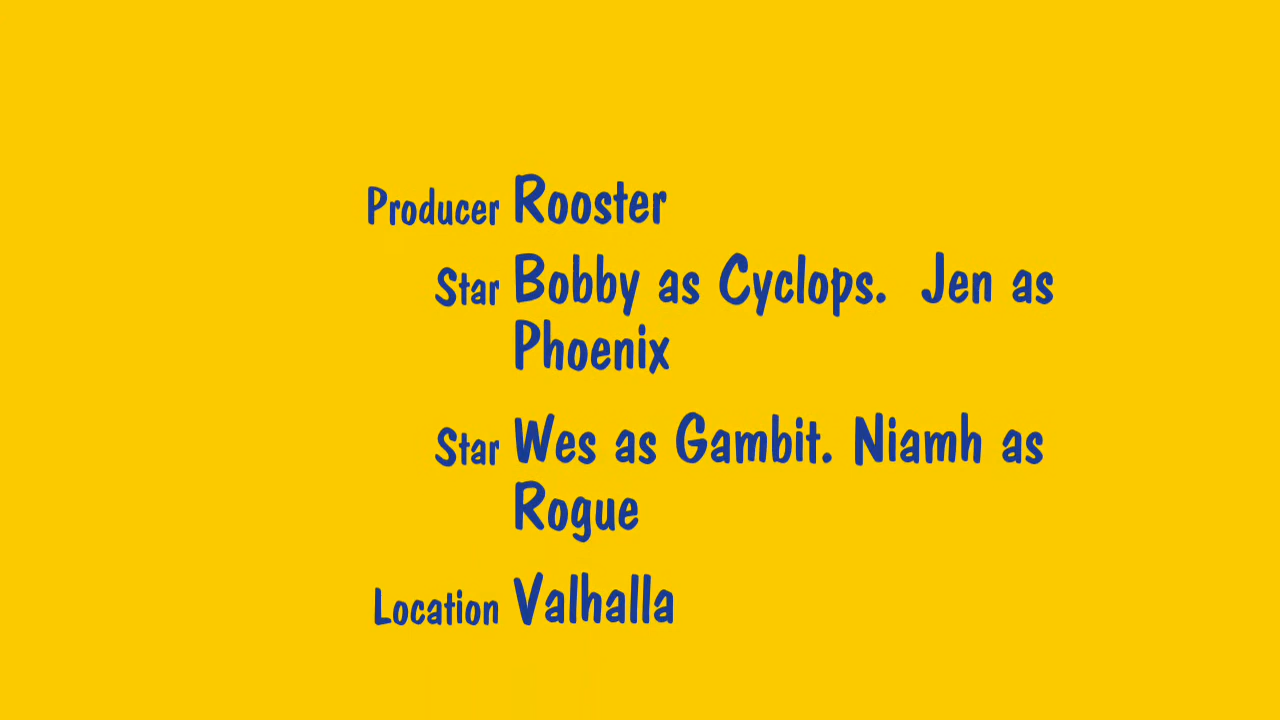 Producer Rooster
Star Bobby as Cyclops.  Jen as
Phoenix
Star Wes as Gambit. Niamh as
Rogue
Location Valhalla